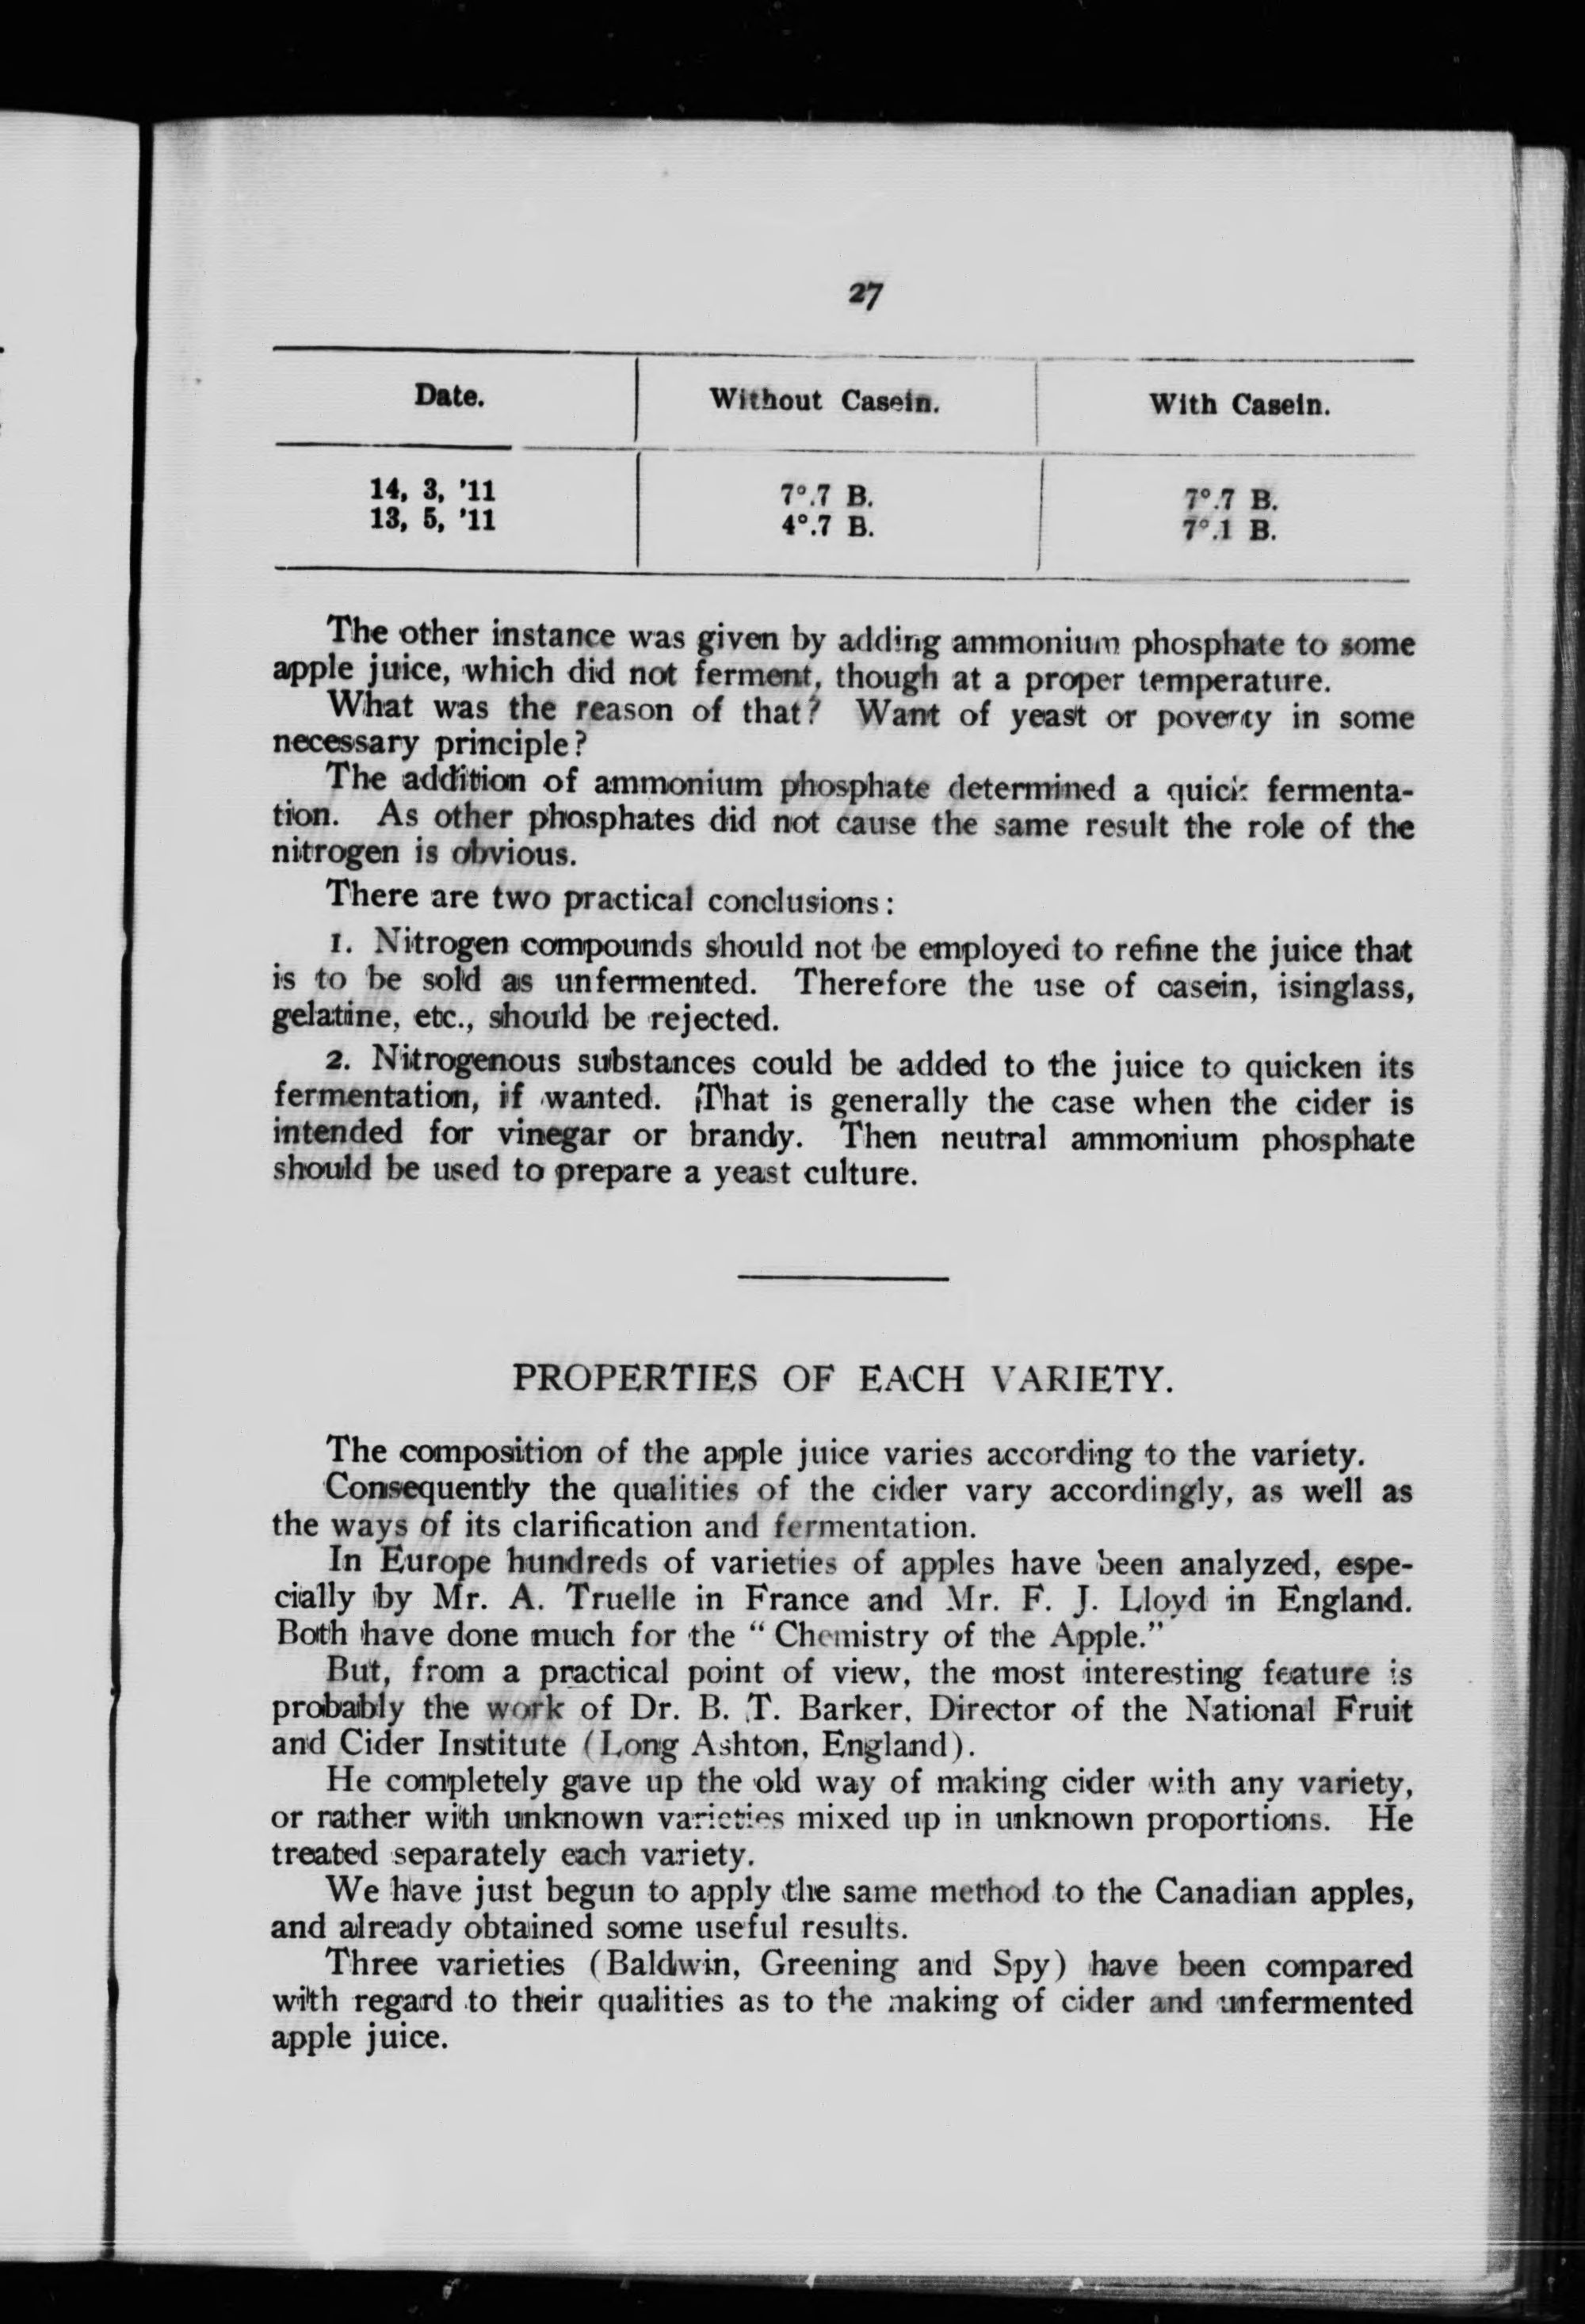 27
Date. Without Casein. With Casein.
14, 3, '11 7°.7 B. 7°.7 B.
13, 5, '11 4°.7 B. 7°.1 B.
The other instance was given by adding ammonium phosphate to some
apple juice, which did not ferment, though at a proper temperature.
What was the reason of that? Want of yeast or poverty in some
necessary principle?
The addition of ammonium phosphate determined a quick fermenta-
tion. As other phosphates did not cause the same result the role of the
nitrogen is obvious.
There are two practical conclusions:
1. Nitrogen compounds should not be employed to refine the juice that
is to be sold as unfermented. Therefore the use of casein, isinglass,
gelatine, etc., should be rejected.
2. Nitrogenous substances could be added to the juice to quicken its
fermentation, if wanted. That is generally the case when the cider is
intended for vinegar or brandy. Then neutral ammonium phosphate
should be used to prepare a yeast culture.
PROPERTIES OF EACH VARIETY.
The composition of the apple juice varies according to the variety.
Consequently the qualities of the cider vary accordingly, as well as
the ways of its clarification and fermentation.
In Europe hundreds of varieties of apples have been analyzed, espe-
cially by Mr. A. Truelle in France and Mr. F. J. Lloyd in England.
Both have done much for the "Chemistry of the Apple."
But, from a practical point of view, the most interesting feature is
probably the work of Dr. B. T. Barker, Director of the National Fruit
and Cider Institute (Long Ashton, England).
He completely gave up the old way of making cider with any variety,
or rather with unknown varieties mixed up in unknown proportions. He
treated separately each variety.
We have just begun to apply the same method to the Canadian apples,
and already obtained some useful results.
Three varieties (Baldwin, Greening and Spy) have been compared
with regard to their qualities as to the making of cider and unfermented
apple juice.